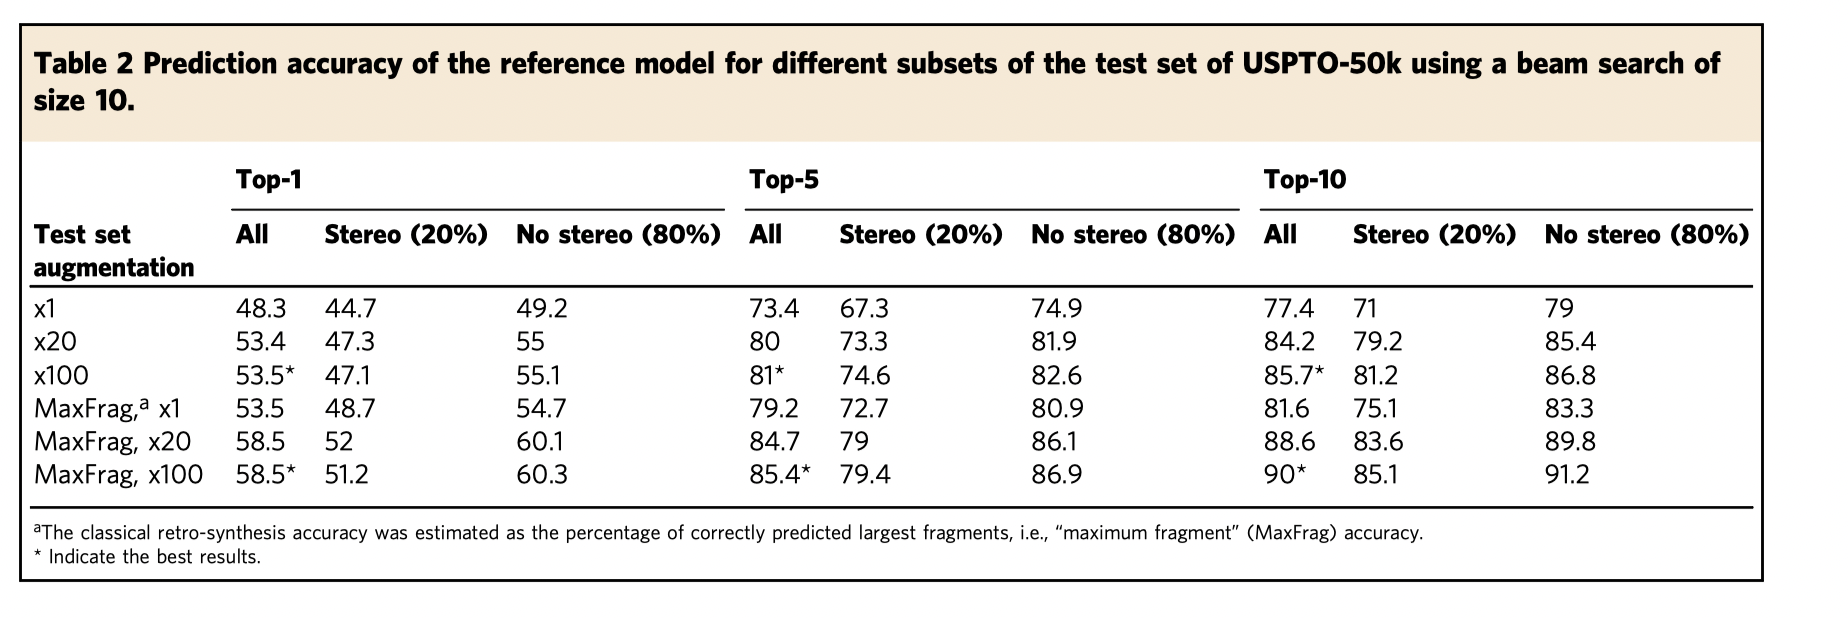 Table 2 Prediction accuracy of the reference model for different subsets of the test set of USPTO-50k using a beam search of
size 10.
Top-1 Top-5 Top-10
Test set All Stereo (20%) No stereo (80%) All Stereo (20%) No stereo (80%) All Stereo (20%) No stereo (80%)
augmentation
x1 48.3 44.7 49.2 73.4 67.3 74.9 77.4 71 79
x20 53.4 47.3 55 80 73.3 81.9 84.2 79.2 85.4
x100 53.5* 47.1 55.1 81* 74.6 82.6 85.7* 81.2 86.8
MaxFrag,ᵃ x1 53.5 48.7 54.7 79.2 72.7 80.9 81.6 75.1 83.3
MaxFrag, x20 58.5 52 60.1 84.7 79 86.1 88.6 83.6 89.8
MaxFrag, x100 58.5* 51.2 60.3 85.4* 79.4 86.9 90* 85.1 91.2
ᵃThe classical retro-synthesis accuracy was estimated as the percentage of correctly predicted largest fragments, i.e., “maximum fragment” (MaxFrag) accuracy.
* Indicate the best results.